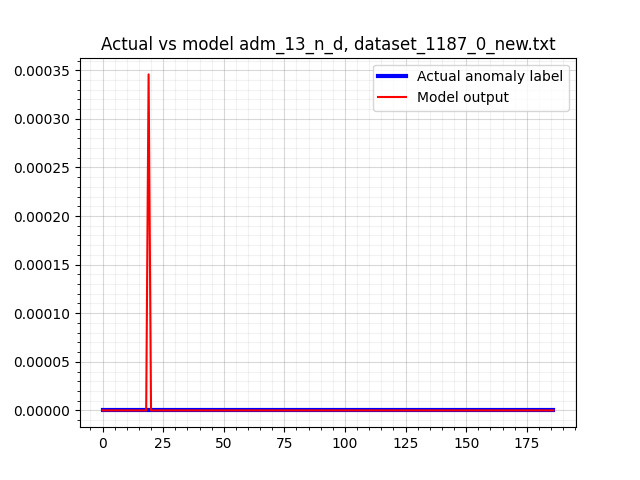 Actual vs model adm_13_n_d, dataset_1187_0_new.txt
Actual anomaly label
Model output
0.00035
0.00030
0.00025
0.00020
0.00015
0.00010
0.00005
0.00000
0 25 50 75 100 125 150 175